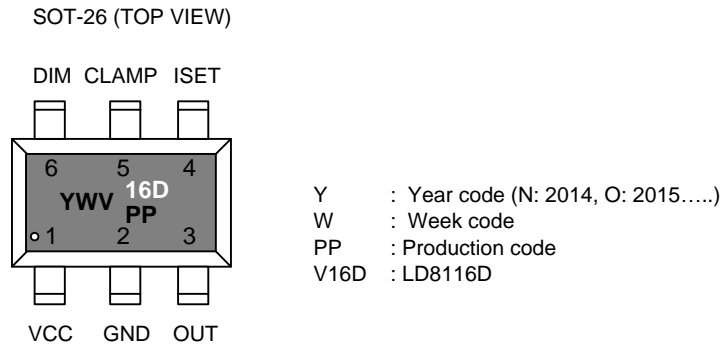 SOT-26 (TOP VIEW)
DIM CLAMP ISET
6 5 4
YWV 16D
PP
1 2 3
VCC GND OUT
Y : Year code (N: 2014, O: 2015…..)
W : Week code
PP : Production code
V16D : LD8116D